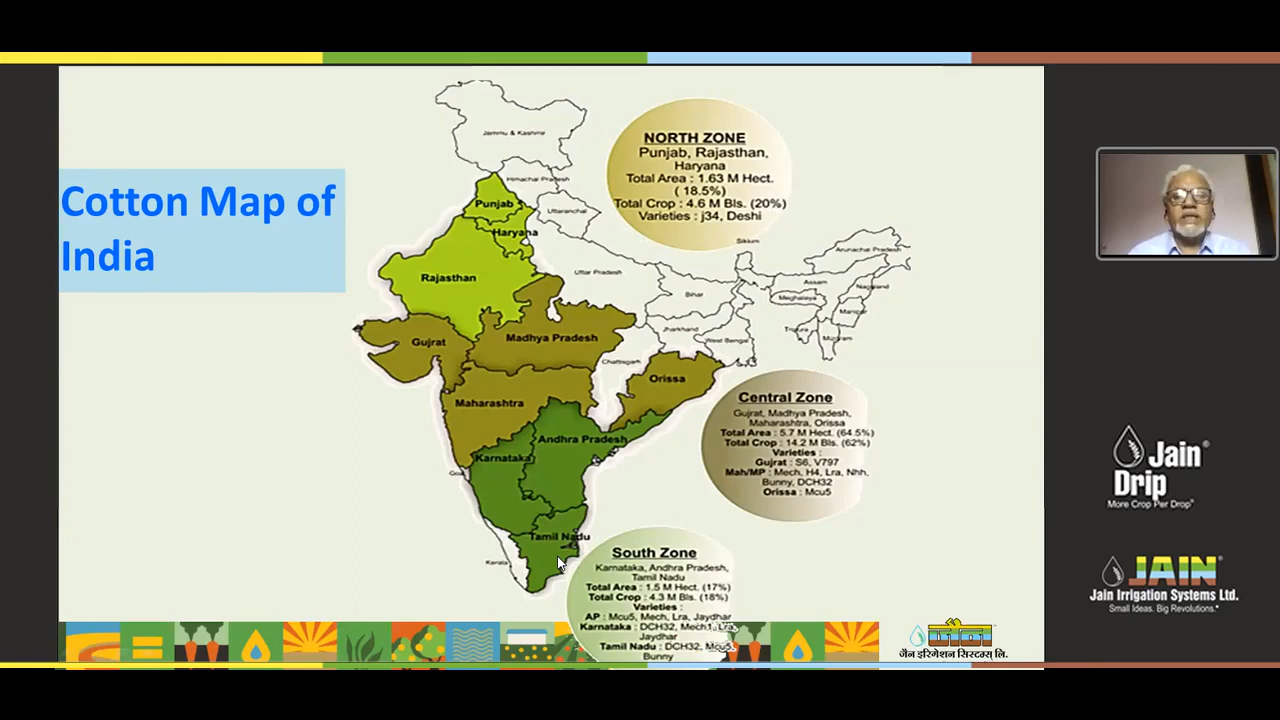 Cotton Map of
India
Jammu & Kashmir
Himachal Pradesh
Punjab
Uttaranchal
Haryana
Rajasthan
Uttar Pradesh
Sikium
Arunachal Pradesh
Assam
Nagaland
Meghalaya
Manipur
Bihar
Tripura
Mizoram
Jharkhand
West Bengal
Gujrat
Madhya Pradesh
Chattisgarh
Orissa
Maharashtra
Andhra Pradesh
Karnataka
Goa
Tamil Nadu
Kerala
NORTH ZONE
Punjab, Rajasthan,
Haryana
Total Area : 1.63 M Hect.
( 18.5%)
Total Crop : 4.6 M Bls. (20%)
Varieties : j34, Deshi
Central Zone
Gujrat, Madhya Pradesh,
Maharashtra, Orissa
Total Area : 5.7 M Hect. (64.5%)
Total Crop : 14.2 M Bls. (62%)
Varieties :
Gujrat : S6, V797
Mah/MP : Mech, H4, Lra, Nhh,
Bunny, DCH32
Orissa : Mcu5
South Zone
Karnataka, Andhra Pradesh,
Tamil Nadu
Total Area : 1.5 M Hect. (17%)
Total Crop : 4.3 M Bls. (18%)
Varieties :
AP : Mcu5, Mech, Lra, Jaydhar
Karnataka : DCH32, Mech1, Lra,
Jaydhar
Tamil Nadu : DCH32, Mcu5,
Bunny
Jain®
Drip
More Crop Per Drop®
JAIN®
Jain Irrigation Systems Ltd.
Small Ideas. Big Revolutions.®
जैन इरिगेशन सिस्टम्स् लि.